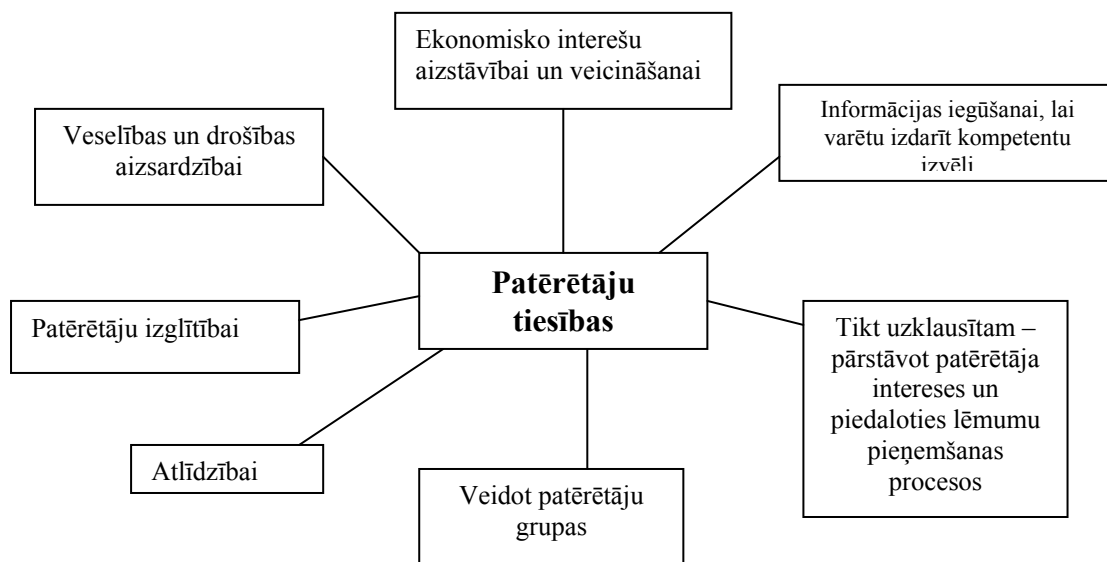 Ekonomisko interešu
aizstāvībai un veicināšanai
Informācijas iegūšanai, lai
varētu izdarīt kompetentu
izvēli
Veselības un drošības
aizsardzībai
Patērētāju
tiesības
Patērētāju izglītībai
Tikt uzklausītam –
pārstāvot patērētāja
intereses un
piedaloties lēmumu
pieņemšanas
procesos
Atlīdzībai
Veidot patērētāju
grupas